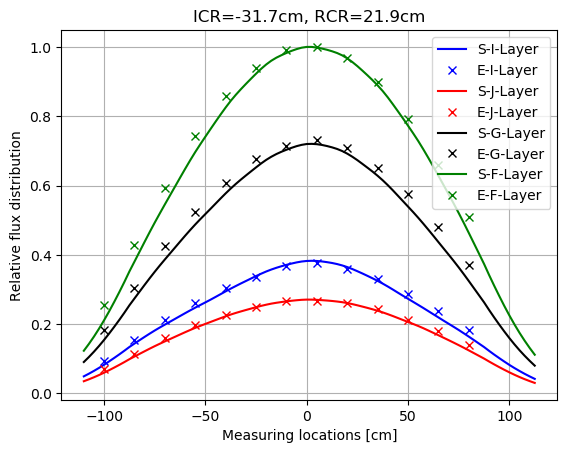 ICR=-31.7cm, RCR=21.9cm
Relative flux distribution
1.0
0.8
0.6
0.4
0.2
0.0
S-I-Layer
E-I-Layer
S-J-Layer
E-J-Layer
S-G-Layer
E-G-Layer
S-F-Layer
E-F-Layer
−100
−50
0
50
100
Measuring locations [cm]